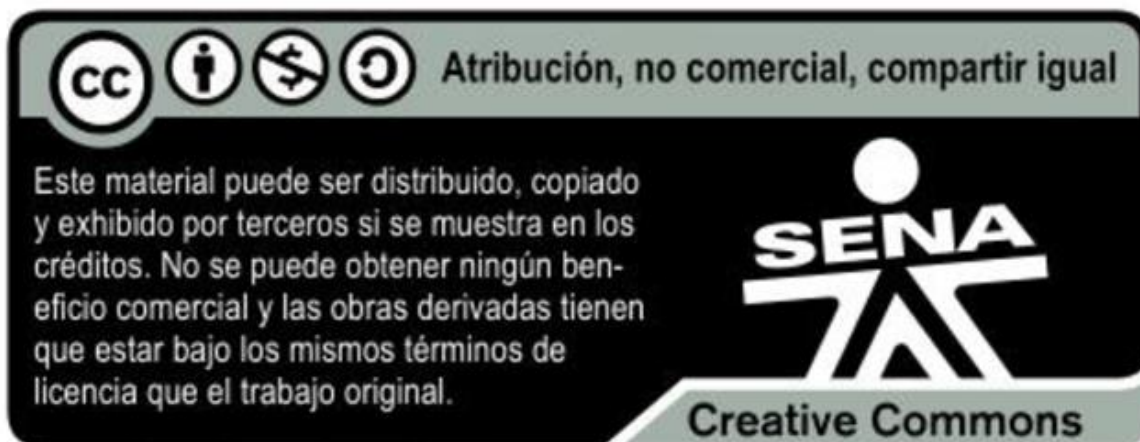 cc Atribución, no comercial, compartir igual
Este material puede ser distribuido, copiado
y exhibido por terceros si se muestra en los
créditos. No se puede obtener ningún ben-
eficio comercial y las obras derivadas tienen
que estar bajo los mismos términos de
licencia que el trabajo original.
SENA
Creative Commons